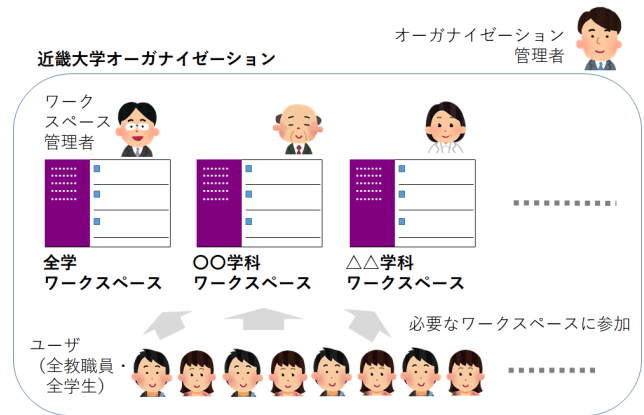 オーガナイゼーション
管理者
近畿大学オーガナイゼーション
ワーク
スペース
管理者
全学
ワークスペース
〇〇学科
ワークスペース
△△学科
ワークスペース
必要なワークスペースに参加
ユーザ
（全教職員・
全学生）